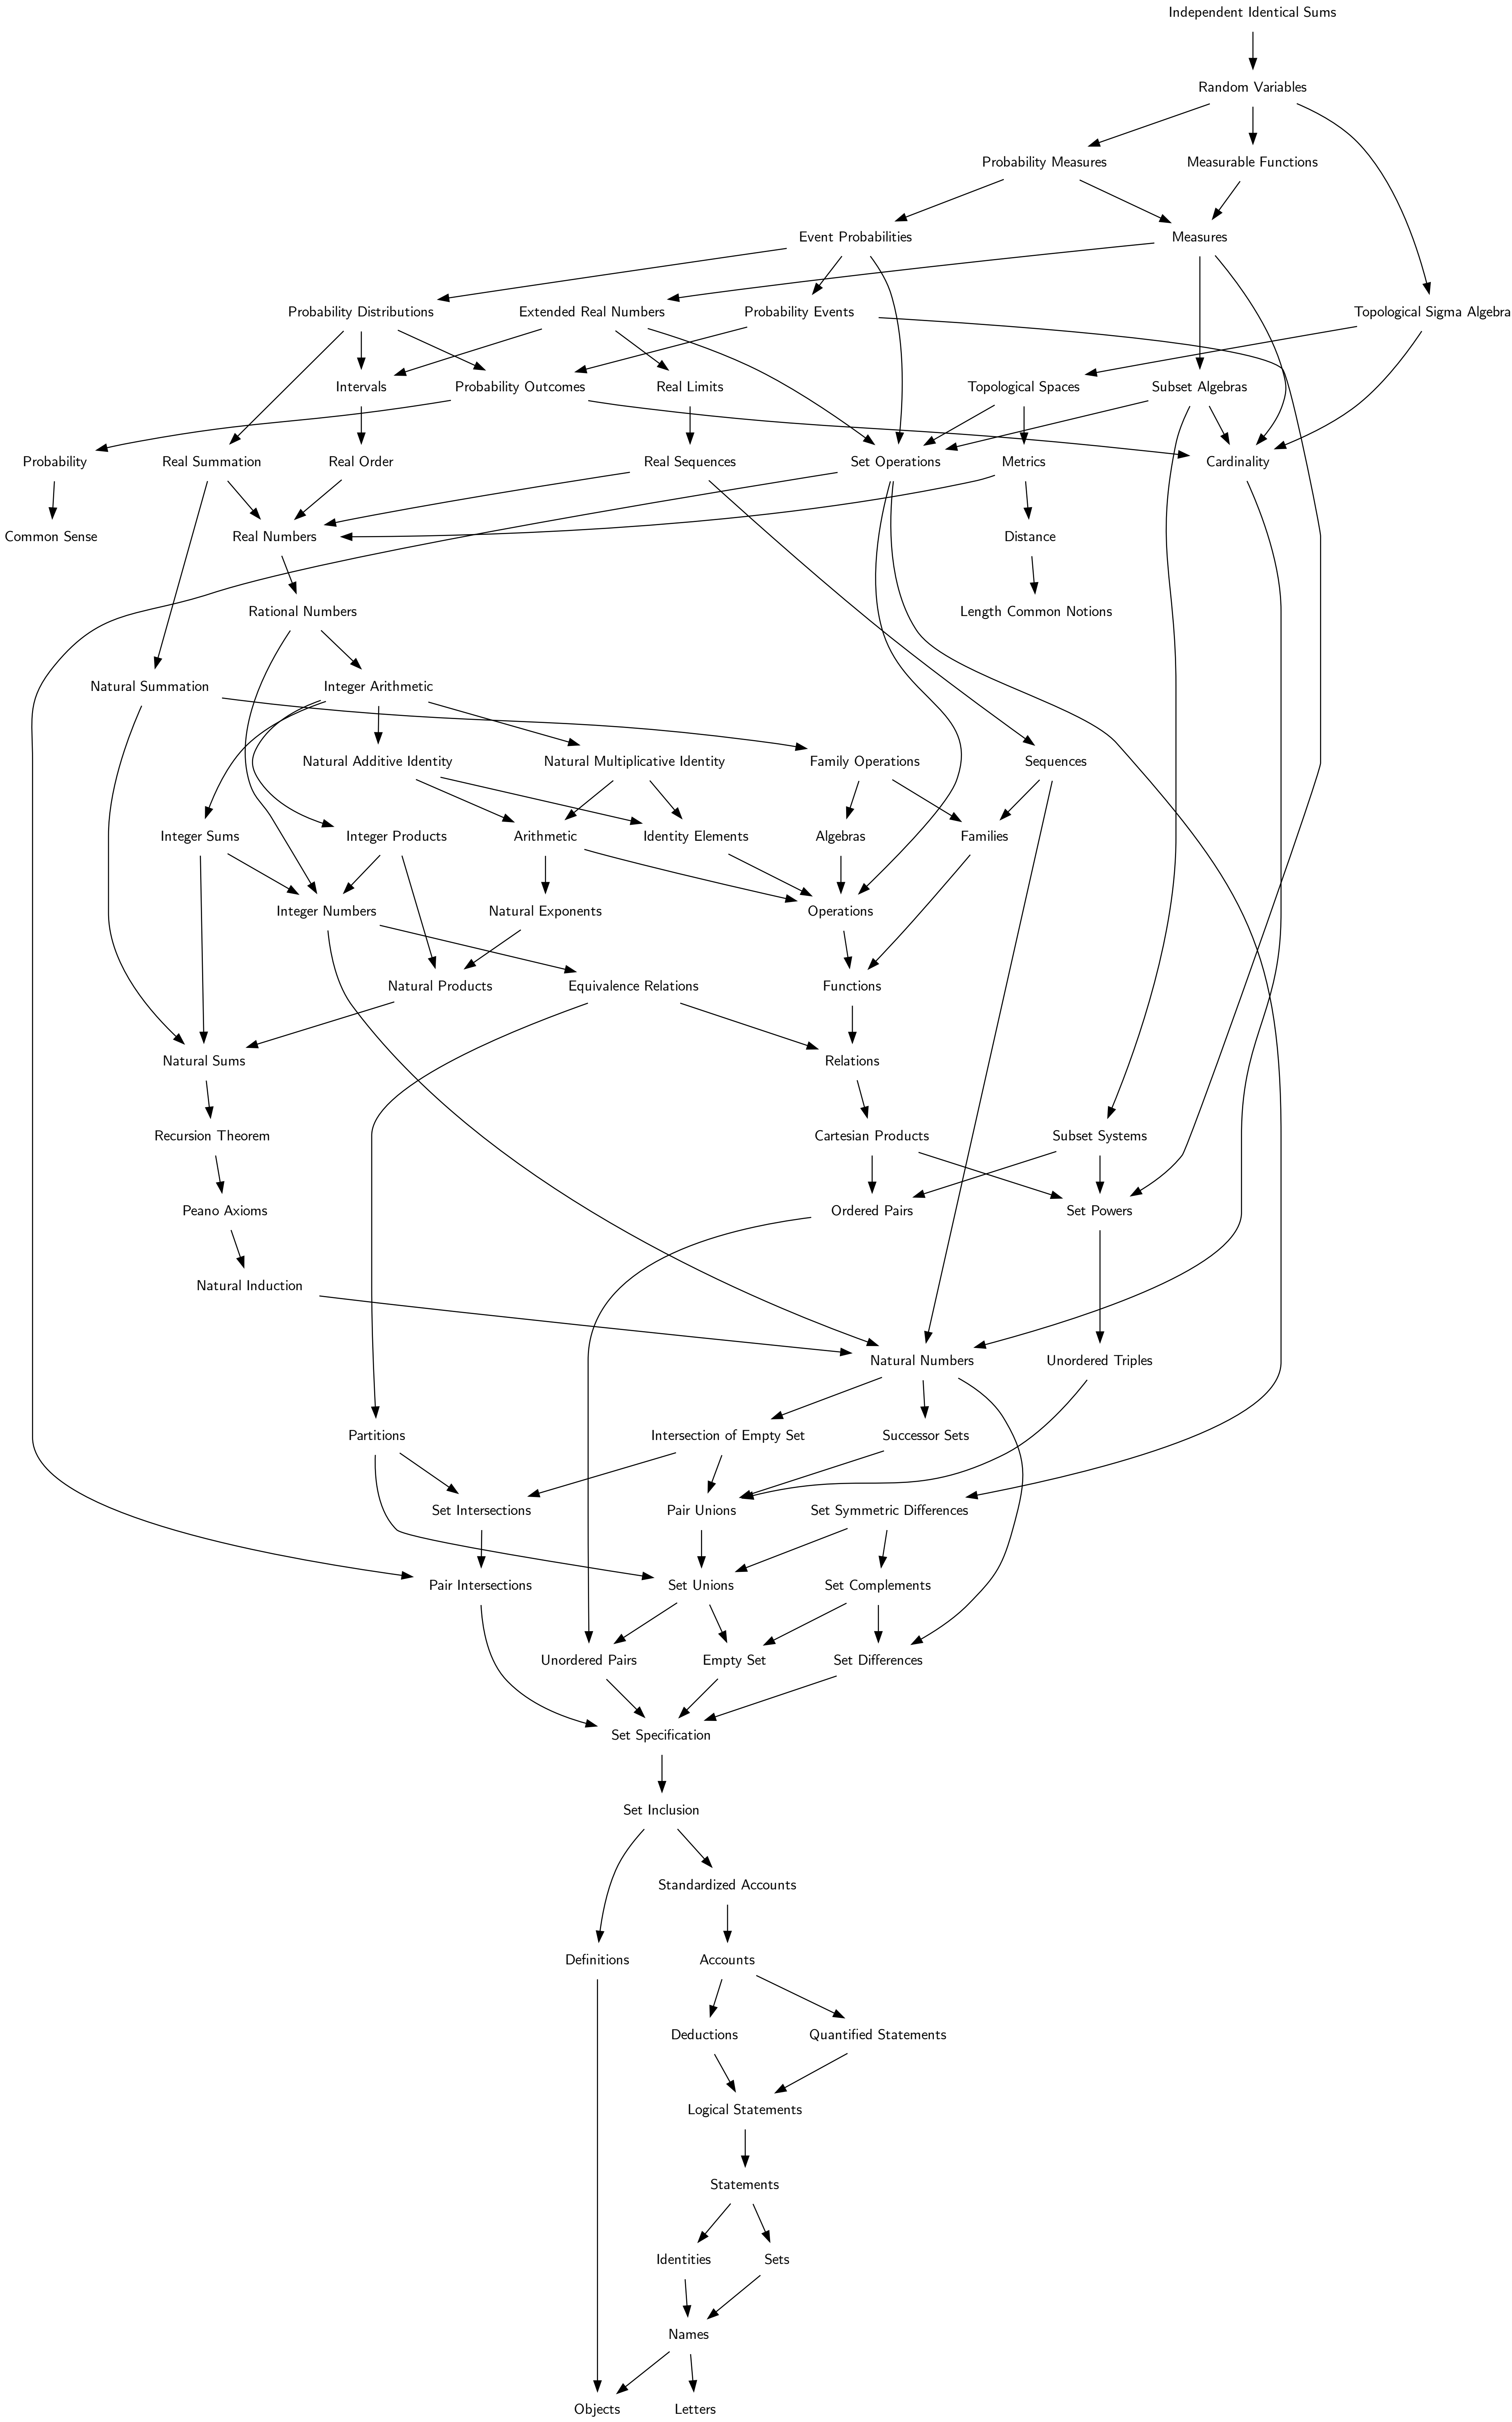 Independent Identical Sums
Random Variables
Probability Measures
Measurable Functions
Event Probabilities
Measures
Probability Distributions
Extended Real Numbers
Probability Events
Topological Sigma Algebra
Intervals
Probability Outcomes
Real Limits
Topological Spaces
Subset Algebras
Probability
Real Summation
Real Order
Real Sequences
Set Operations
Metrics
Cardinality
Common Sense
Real Numbers
Distance
Rational Numbers
Length Common Notions
Natural Summation
Integer Arithmetic
Natural Additive Identity
Natural Multiplicative Identity
Family Operations
Sequences
Integer Sums
Integer Products
Arithmetic
Identity Elements
Algebras
Families
Integer Numbers
Natural Exponents
Operations
Natural Products
Equivalence Relations
Functions
Natural Sums
Relations
Recursion Theorem
Cartesian Products
Subset Systems
Peano Axioms
Ordered Pairs
Set Powers
Natural Induction
Natural Numbers
Unordered Triples
Partitions
Intersection of Empty Set
Successor Sets
Set Intersections
Pair Unions
Set Symmetric Differences
Pair Intersections
Set Unions
Set Complements
Unordered Pairs
Empty Set
Set Differences
Set Specification
Set Inclusion
Standardized Accounts
Definitions
Accounts
Deductions
Quantified Statements
Logical Statements
Statements
Identities
Sets
Names
Objects
Letters